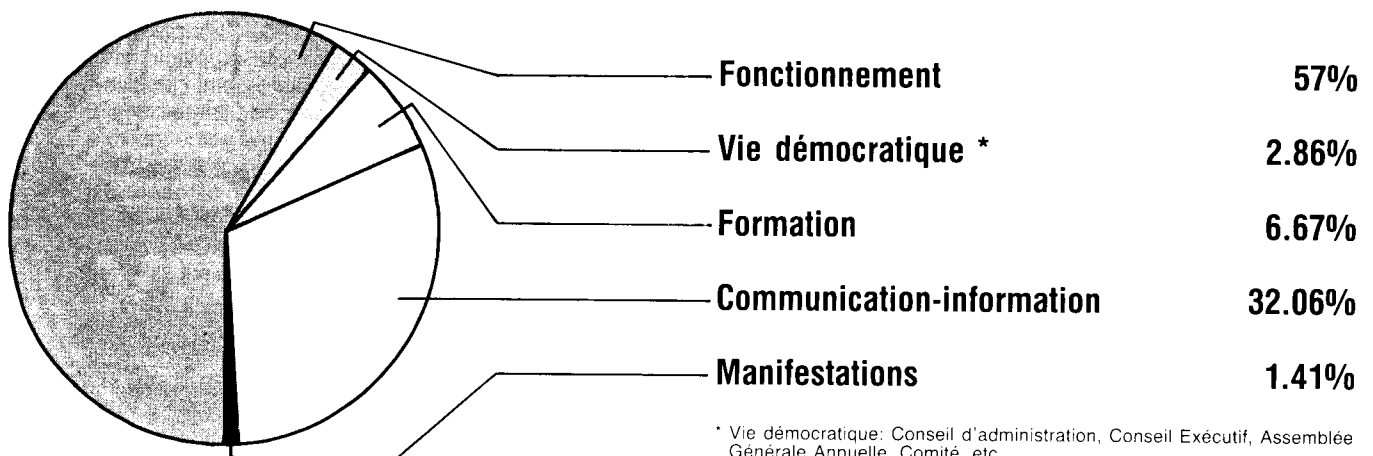 Fonctionnement 57%
Vie démocratique * 2.86%
Formation 6.67%
Communication-information 32.06%
Manifestations 1.41%
* Vie démocratique: Conseil d'administration, Conseil Exécutif, Assemblée
Générale Annuelle, Comité, etc.